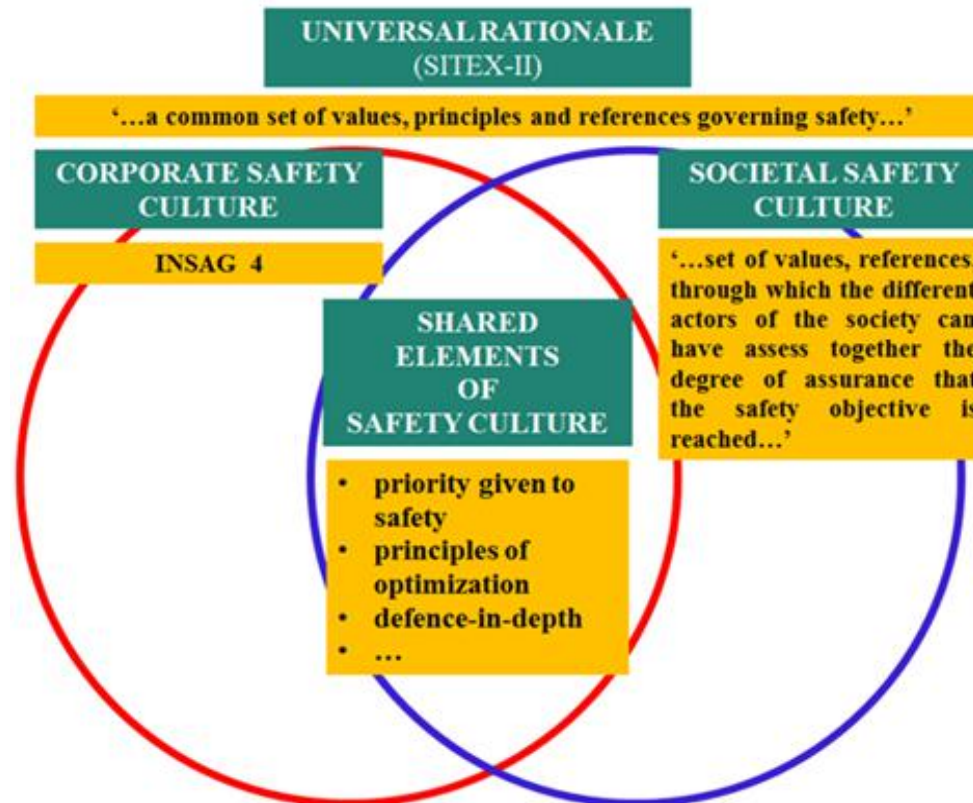 UNIVERSAL RATIONALE
(SITEX-II)
‘…a common set of values, principles and references governing safety…’
CORPORATE SAFETY
CULTURE
INSAG 4
SOCIETAL SAFETY
CULTURE
‘…set of values, references,
through which the different
actors of the society can
have assess together the
degree of assurance that
the safety objective is
reached…’
SHARED
ELEMENTS
OF
SAFETY CULTURE
• priority given to
safety
• principles of
optimization
• defence-in-depth
• …